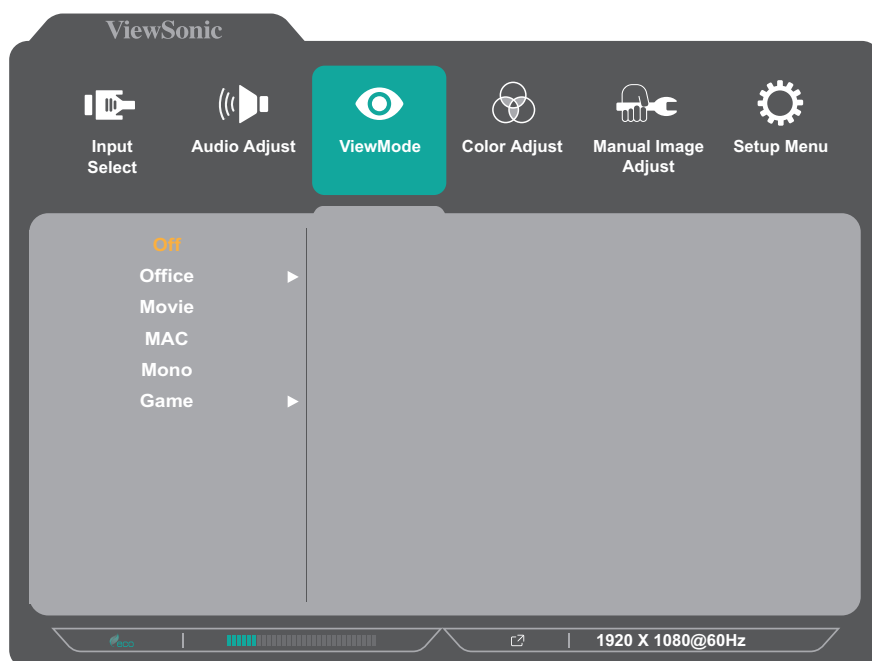 ViewSonic
Input
Select
Audio Adjust
ViewMode
Color Adjust
Manual Image
Adjust
Setup Menu
Off
Office ►
Movie
MAC
Mono
Game ►
eco
1920 X 1080@60Hz